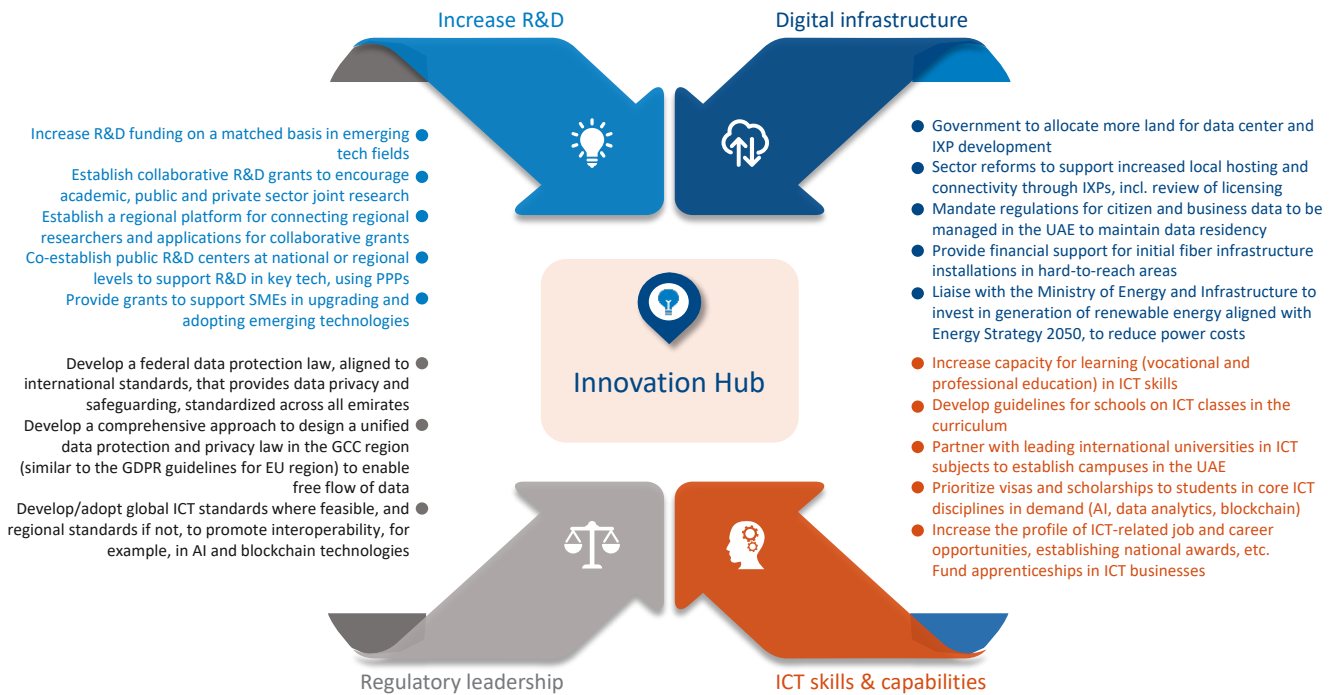 Increase R&D
Digital infrastructure
Increase R&D funding on a matched basis in emerging
tech fields
Establish collaborative R&D grants to encourage
academic, public and private sector joint research
Establish a regional platform for connecting regional
researchers and applications for collaborative grants
Co-establish public R&D centers at national or regional
levels to support R&D in key tech, using PPPs
Provide grants to support SMEs in upgrading and
adopting emerging technologies
Government to allocate more land for data center and
IXP development
Sector reforms to support increased local hosting and
connectivity through IXPs, incl. review of licensing
Mandate regulations for citizen and business data to be
managed in the UAE to maintain data residency
Provide financial support for initial fiber infrastructure
installations in hard-to-reach areas
Liaise with the Ministry of Energy and Infrastructure to
invest in generation of renewable energy aligned with
Energy Strategy 2050, to reduce power costs
Innovation Hub
Develop a federal data protection law, aligned to
international standards, that provides data privacy and
safeguarding, standardized across all emirates
Develop a comprehensive approach to design a unified
data protection and privacy law in the GCC region
(similar to the GDPR guidelines for EU region) to enable
free flow of data
Develop/adopt global ICT standards where feasible, and
regional standards if not, to promote interoperability, for
example, in AI and blockchain technologies
Increase capacity for learning (vocational and
professional education) in ICT skills
Develop guidelines for schools on ICT classes in the
curriculum
Partner with leading international universities in ICT
subjects to establish campuses in the UAE
Prioritize visas and scholarships to students in core ICT
disciplines in demand (AI, data analytics, blockchain)
Increase the profile of ICT-related job and career
opportunities, establishing national awards, etc.
Fund apprenticeships in ICT businesses
Regulatory leadership
ICT skills & capabilities